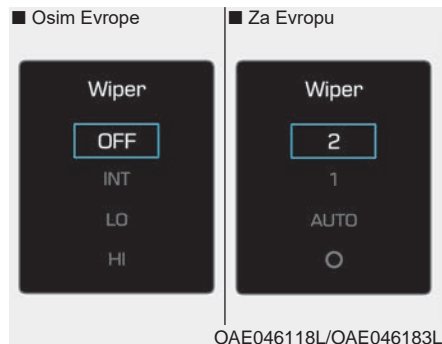 ■ Osim Evrope
Wiper
OFF
INT
LO
HI
■ Za Evropu
Wiper
2
1
AUTO
O
OAE046118L/OAE046183L